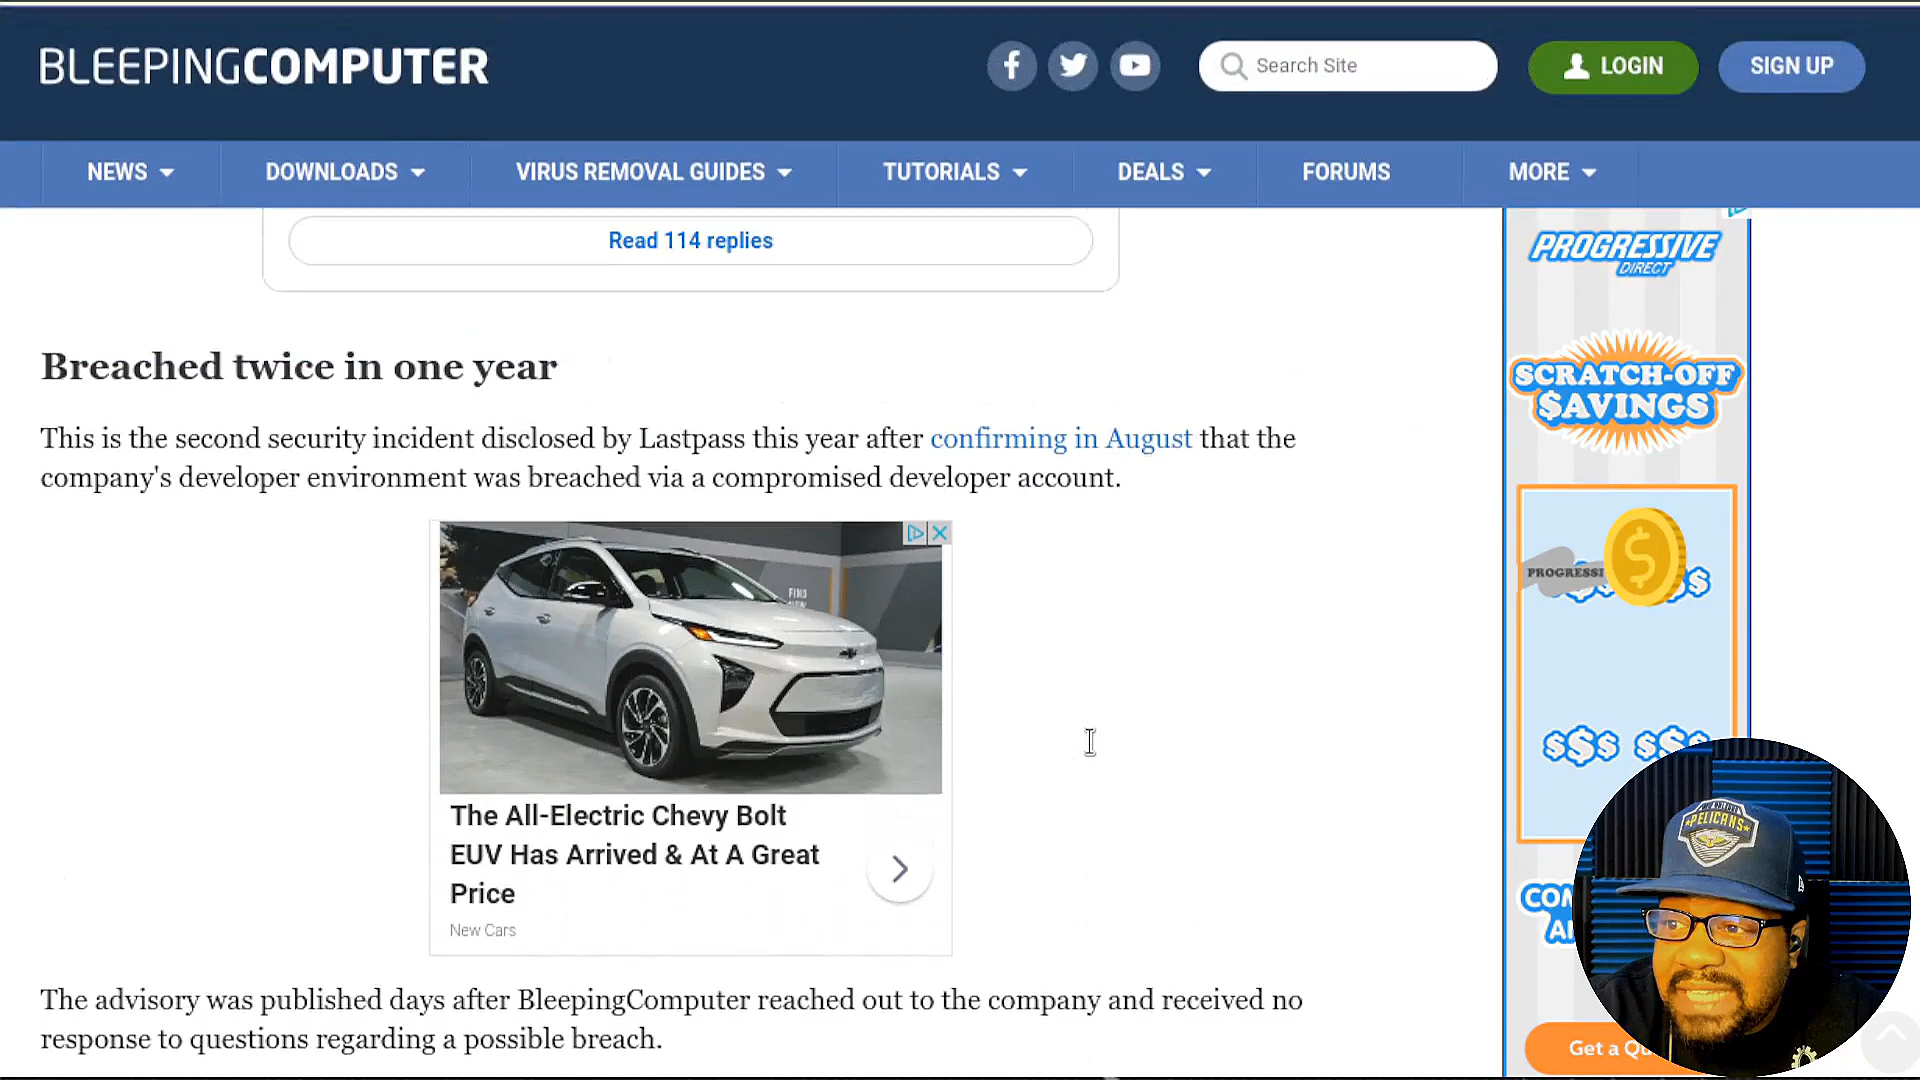 BLEEPINGCOMPUTER
Search Site
LOGIN
SIGN UP
NEWS
DOWNLOADS
VIRUS REMOVAL GUIDES
TUTORIALS
DEALS
FORUMS
MORE
Read 114 replies
Breached twice in one year
This is the second security incident disclosed by Lastpass this year after confirming in August that the
company's developer environment was breached via a compromised developer account.
FIND
NEW
The All-Electric Chevy Bolt
EUV Has Arrived & At A Great
Price
New Cars
The advisory was published days after BleepingComputer reached out to the company and received no
response to questions regarding a possible breach.
PROGRESSIVE
DIRECT
SCRATCH-OFF
$AVINGS
PROGRESSI
$
$$$ $$$
PELICANS
Get a